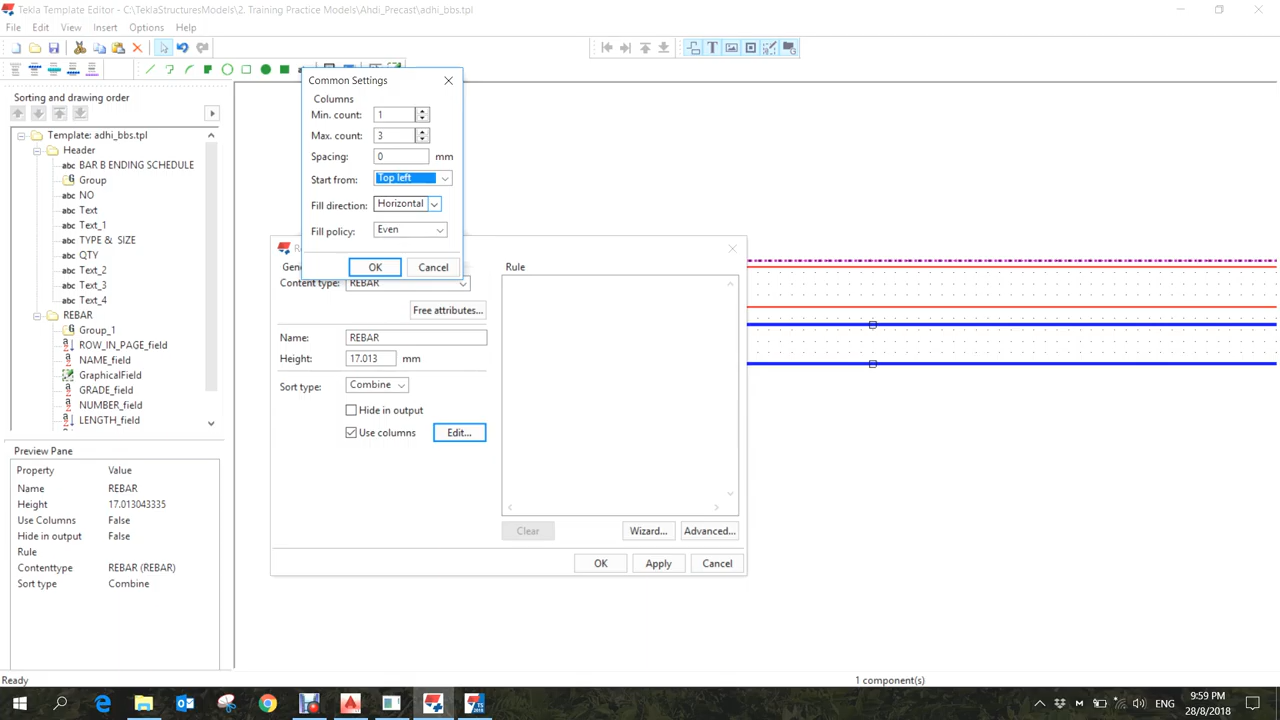 Tekla Template Editor - C:\TeklaStructuresModels\2. Training Practice Models\Ahdi_Precast\adhi_bbs.tpl
File Edit View Insert Options Help
Sorting and drawing order
Template: adhi_bbs.tpl
Header
BAR B ENDING SCHEDULE
Group
NO
Text
Text_1
TYPE & SIZE
QTY
Text_2
Text_3
Text_4
REBAR
Group_1
ROW_IN_PAGE_field
NAME_field
GraphicalField
GRADE_field
NUMBER_field
LENGTH_field
Preview Pane
Property Value
Name REBAR
Height 17.013043335
Use Columns False
Hide in output False
Rule
Contenttype REBAR (REBAR)
Sort type Combine
Common Settings
Columns
Min. count: 1
Max. count: 3
Spacing: 0 mm
Start from: Top left
Fill direction: Horizontal
Fill policy: Even
OK Cancel
Content type: REBAR
Free attributes...
Name: REBAR
Height: 17.013 mm
Sort type: Combine
Hide in output
Use columns Edit...
Rule
Clear Wizard... Advanced...
OK Apply Cancel
Ready
1 component(s)
ENG
9:59 PM
28/8/2018